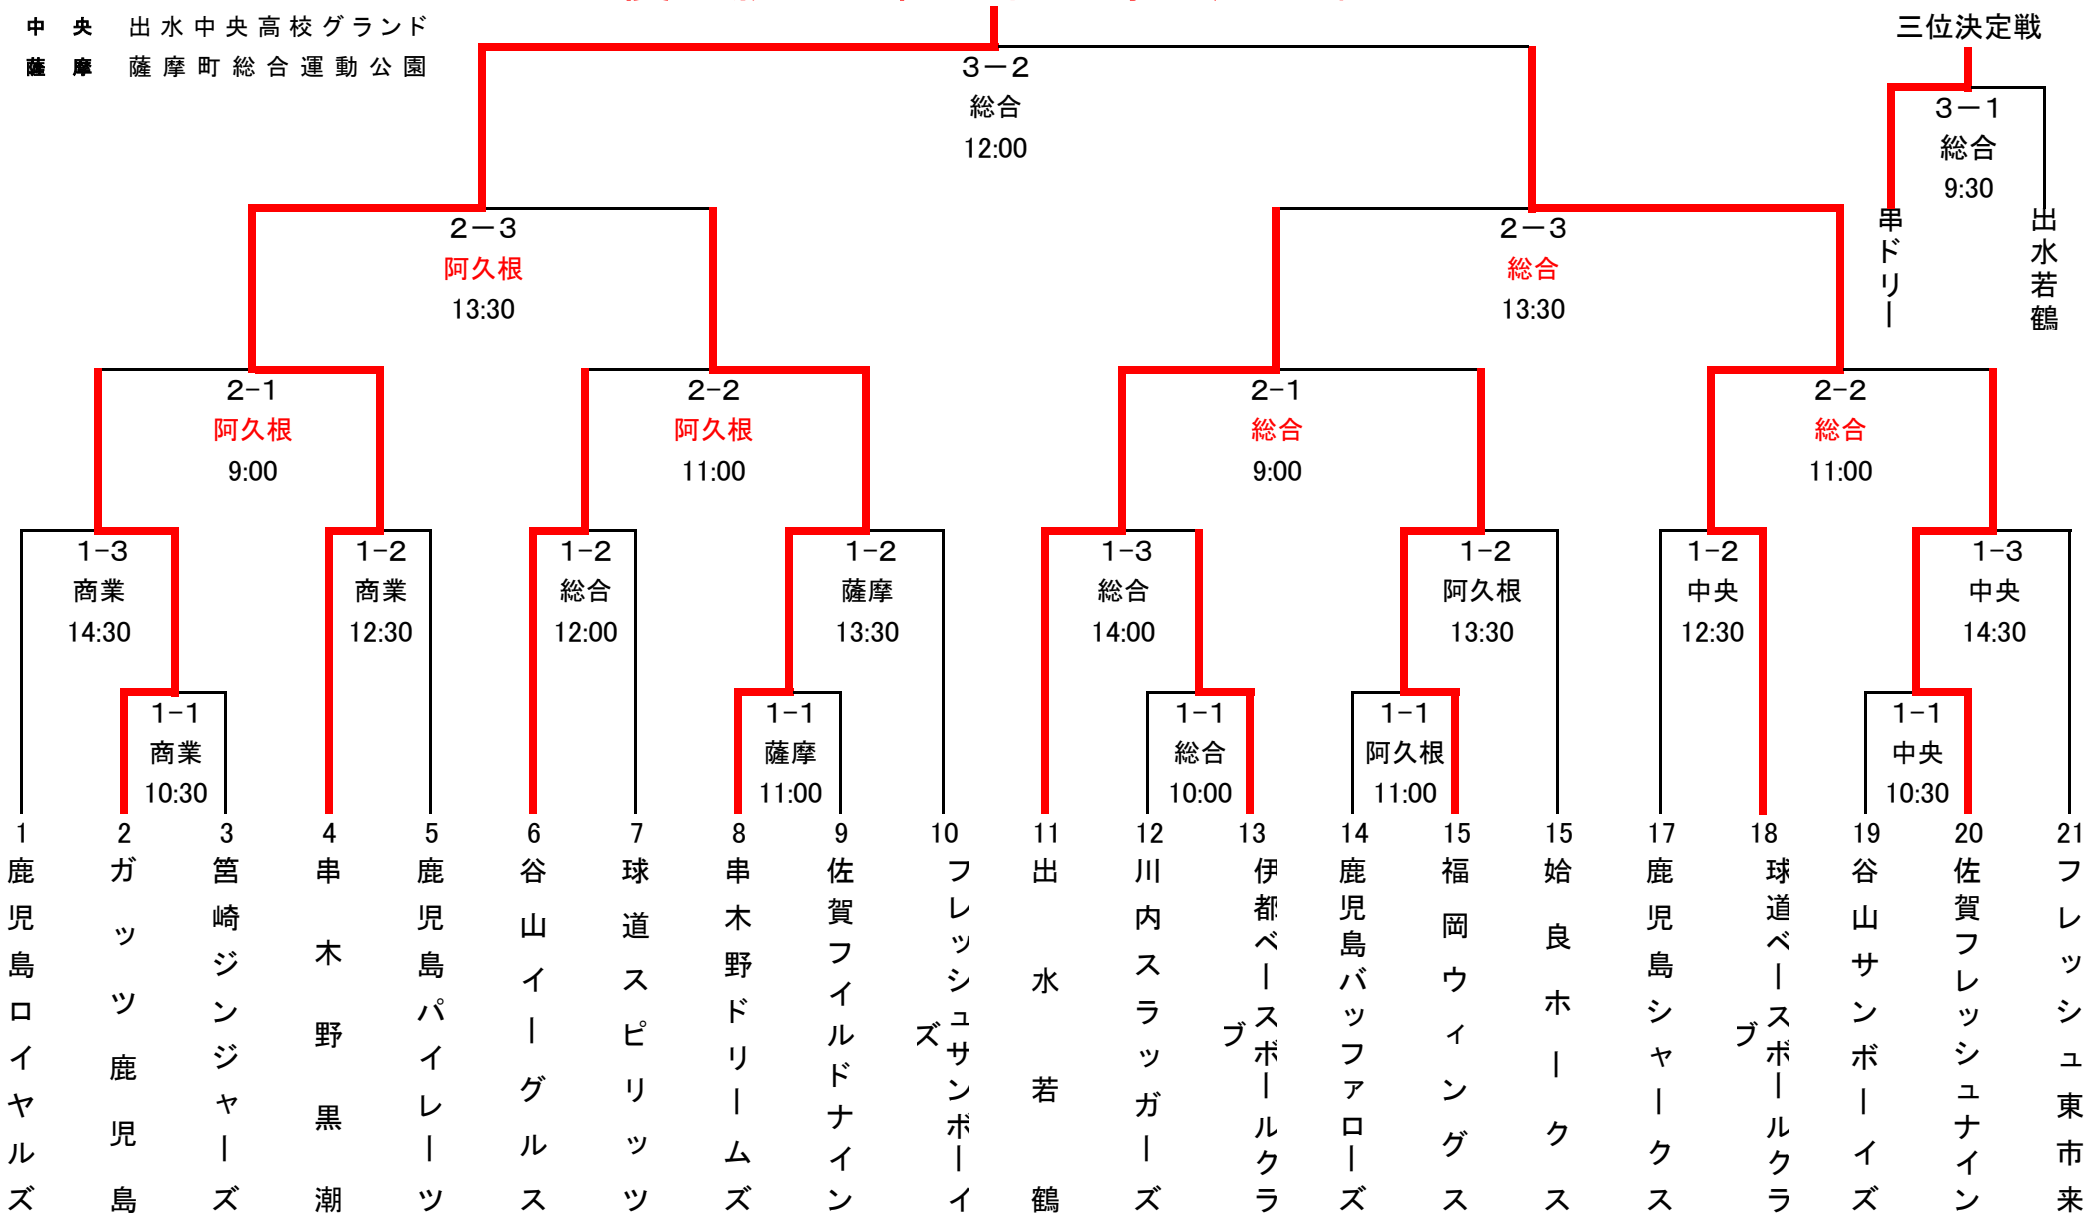 中央 出水中央高校グランド
薩摩 薩摩町総合運動公園
三位決定戦
3－2
総合
12:00
3－1
総合
9:30
串ドリー
出水若鶴
2－3
阿久根
13:30
2－3
総合
13:30
2-1
阿久根
9:00
2-2
阿久根
11:00
2-1
総合
9:00
2-2
総合
11:00
1-3
商業
14:30
1-2
商業
12:30
1-2
総合
12:00
1-2
薩摩
13:30
1-3
総合
14:00
1-2
阿久根
13:30
1-2
中央
12:30
1-3
中央
14:30
1-1
商業
10:30
1-1
薩摩
11:00
1-1
総合
10:00
1-1
阿久根
11:00
1-1
中央
10:30
1
鹿児島ロイヤルズ
2
ガッツ鹿児島
3
筥崎ジンジャーズ
4
串木野黒潮
5
鹿児島パイレーツ
6
谷山イーグルス
7
球道スピリッツ
8
串木野ドリームズ
9
佐賀フィルドナイン
10
フレッシュサンボーイ
ズ
11
出水若鶴
12
川内スラッガーズ
13
伊都ベースボールクラ
ブ
14
鹿児島バッファローズ
15
福岡ウィングス
15
姶良ホークス
17
鹿児島シャークス
18
球道ベースボールクラ
ブ
19
谷山サンボーイズ
20
佐賀フレッシュナイン
21
フレッシュ東市来